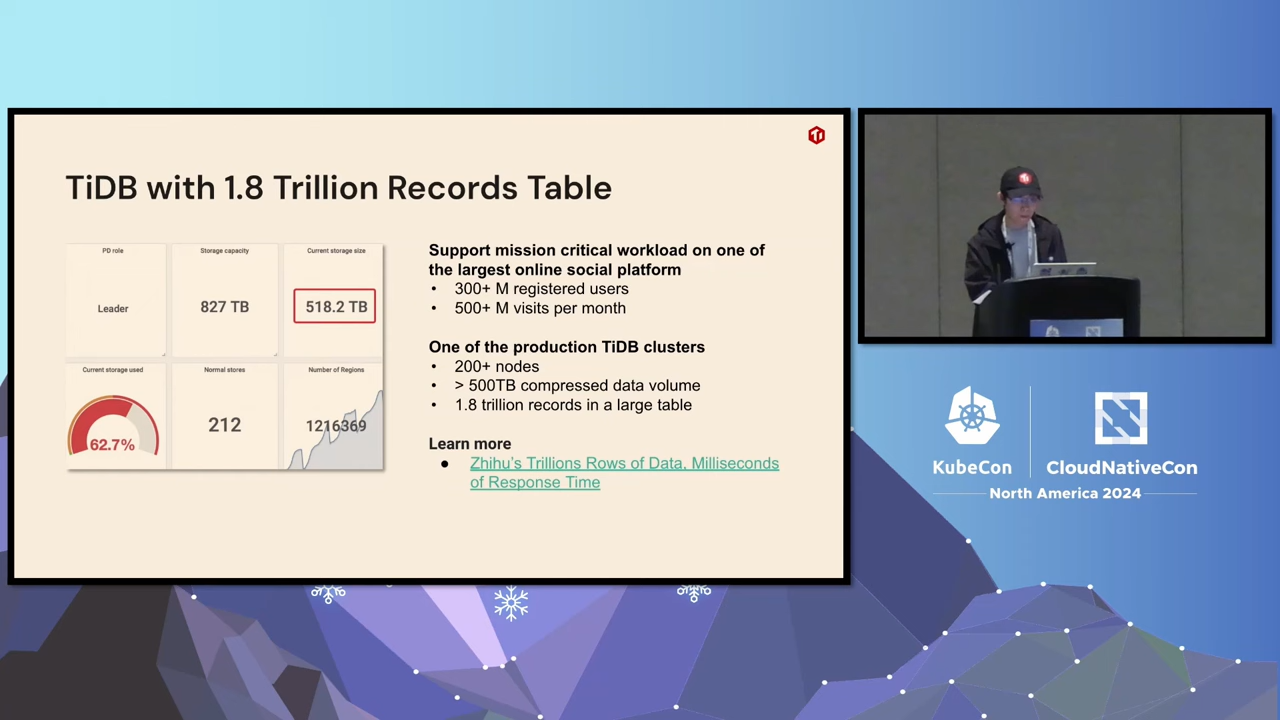 TiDB with 1.8 Trillion Records Table
PD role
Storage capacity
Current storage size
Leader
827 TB
518.2 TB
Current storage used
Normal stores
Number of Regions
62.7%
212
1216369
Support mission critical workload on one of
the largest online social platform
• 300+ M registered users
• 500+ M visits per month
One of the production TiDB clusters
• 200+ nodes
• > 500TB compressed data volume
• 1.8 trillion records in a large table
Learn more
● Zhihu's Trillions Rows of Data, Milliseconds
of Response Time
KubeCon
CloudNativeCon
North America 2024